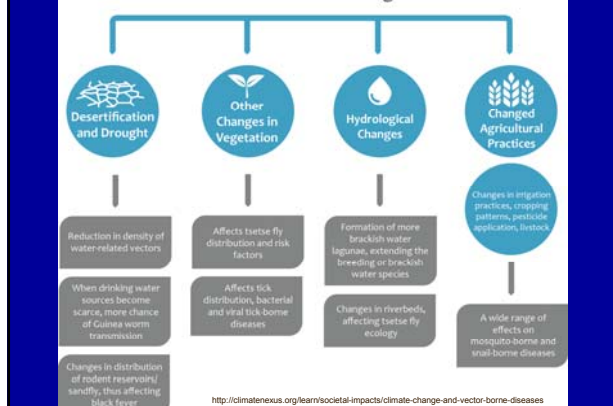 Desertification
and Drought
Other
Changes in
Vegetation
Hydrological
Changes
Changed
Agricultural
Practices
Changes in irrigation
practices, cropping
patterns, pesticide
application, livestock
Reduction in density of
water-related vectors
Affects tsetse fly
distribution and risk
factors
Formation of more
brackish water
lagunae, extending the
breeding or brackish
water species
When drinking water
sources become
scarce, more chance
of Guinea worm
transmission
Affects tick
distribution, bacterial
and viral tick-borne
diseases
Changes in riverbeds,
affecting tsetse fly
ecology
A wide range of
effects on
mosquito-borne and
snail-borne diseases
Changes in distribution
of rodent reservoirs/
sandfly, thus affecting
black fever
http://climatenexus.org/learn/societal-impacts/climate-change-and-vector-borne-diseases